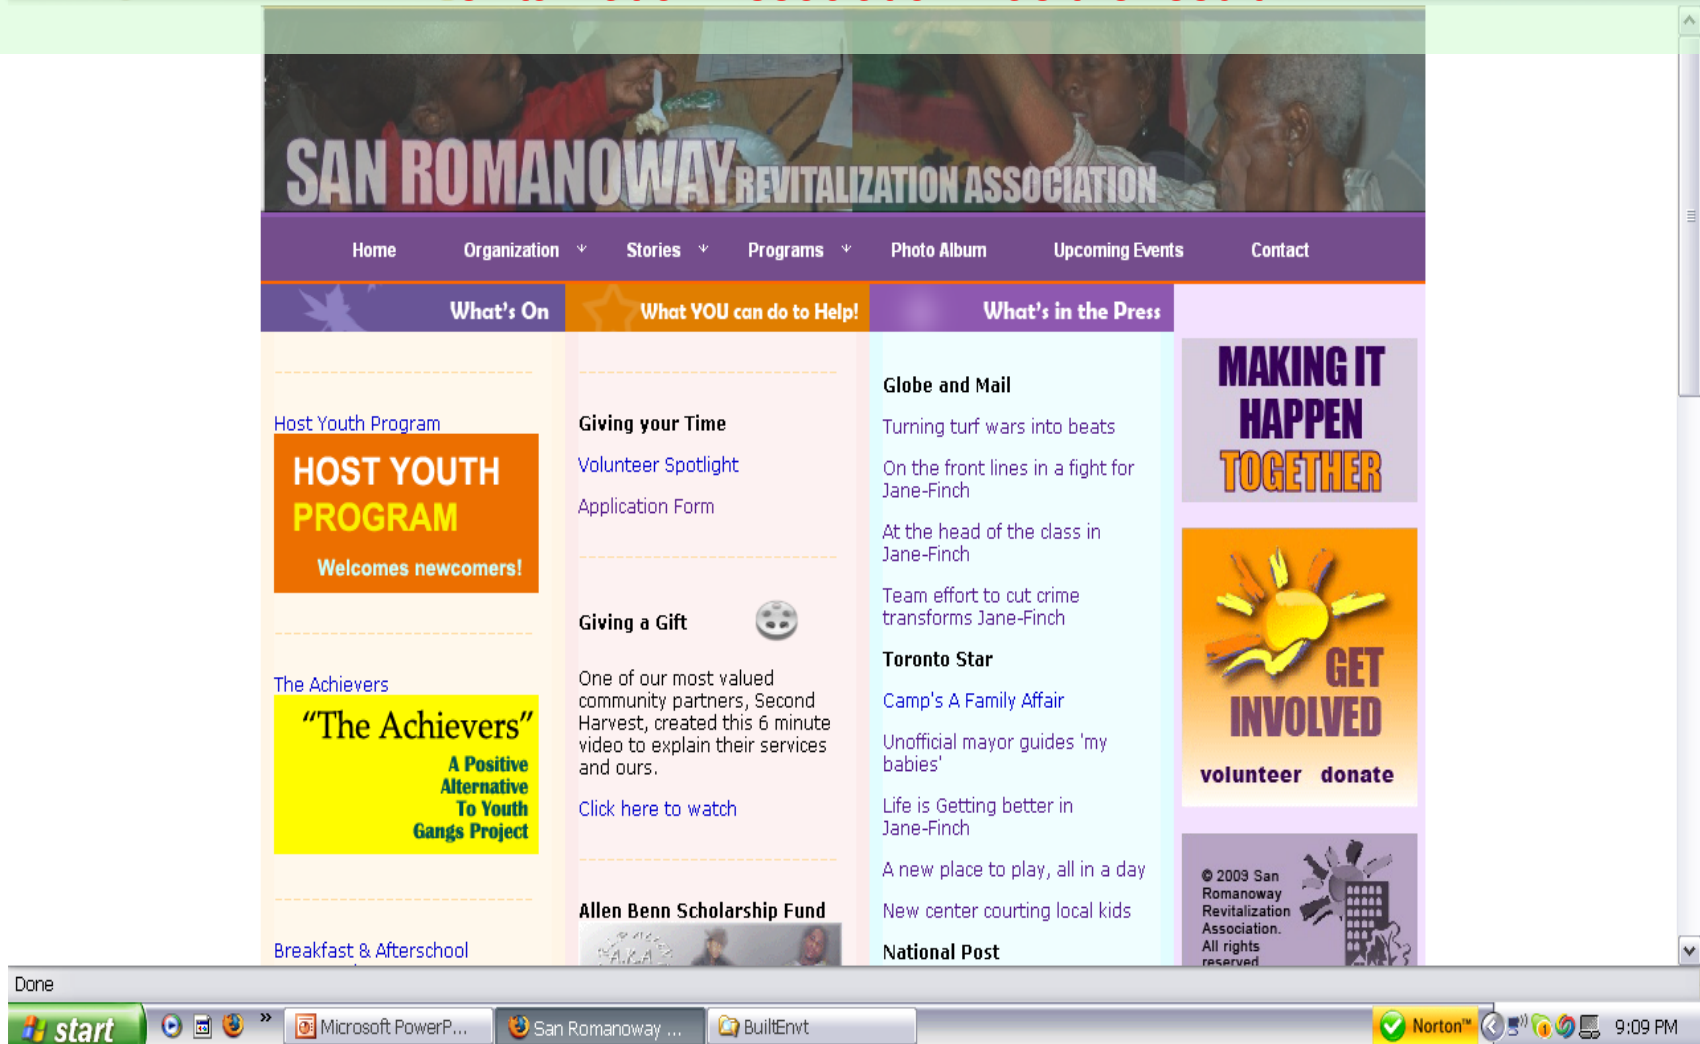 SAN ROMANOWAY REVITALIZATION ASSOCIATION
Home Organization Stories Programs Photo Album Upcoming Events Contact
What's On
Host Youth Program
HOST YOUTH
PROGRAM
Welcomes newcomers!
The Achievers
“The Achievers”
A Positive
Alternative
To Youth
Gangs Project
Breakfast & Afterschool
What YOU can do to Help!
Giving your Time
Volunteer Spotlight
Application Form
Giving a Gift
One of our most valued
community partners, Second
Harvest, created this 6 minute
video to explain their services
and ours.
Click here to watch
Allen Benn Scholarship Fund
A.K.A
What's in the Press
Globe and Mail
Turning turf wars into beats
On the front lines in a fight for
Jane-Finch
At the head of the class in
Jane-Finch
Team effort to cut crime
transforms Jane-Finch
Toronto Star
Camp's A Family Affair
Unofficial mayor guides 'my
babies'
Life is Getting better in
Jane-Finch
A new place to play, all in a day
New center courting local kids
National Post
MAKING IT
HAPPEN
TOGETHER
GET
INVOLVED
volunteer donate
© 2009 San
Romanoway
Revitalization
Association.
All rights
reserved
Done
start » Microsoft PowerP... San Romanoway ... BuiltEnvt Norton™ 9:09 PM